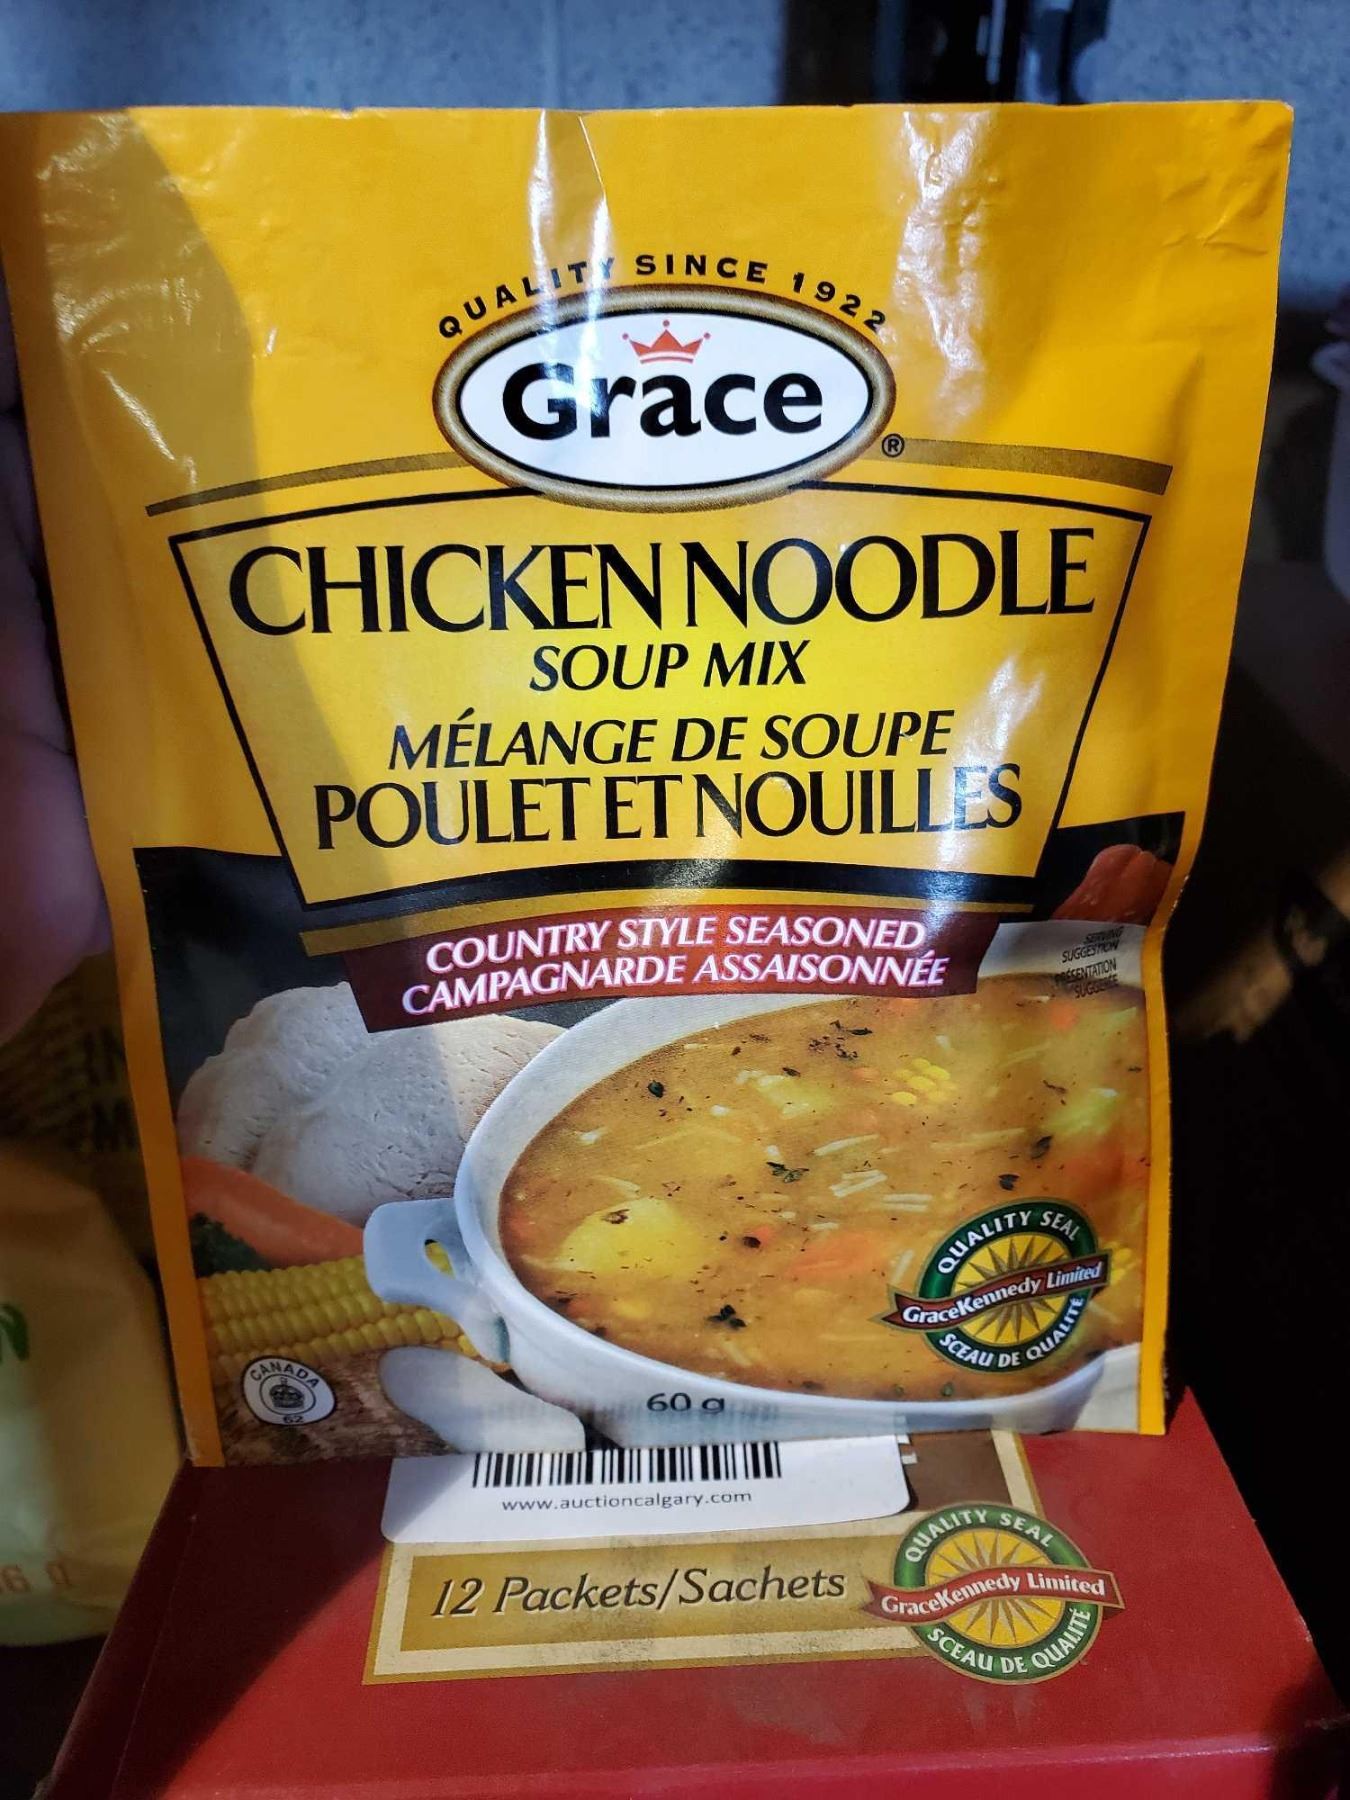 QUALITY SINCE 1922
Grace
®
CHICKEN NOODLE
SOUP MIX
MÉLANGE DE SOUPE
POULET ET NOUILLES
COUNTRY STYLE SEASONED
CAMPAGNARDE ASSAISONNÉE
SERVING
SUGGESTION
PRÉSENTATION
SUGGÉRÉE
QUALITY SEAL
GraceKennedy Limited
SCEAU DE QUALITÉ
CANADA
62
60 g
www.auctioncalgary.com
12 Packets/Sachets
QUALITY SEAL
GraceKennedy Limited
SCEAU DE QUALITÉ